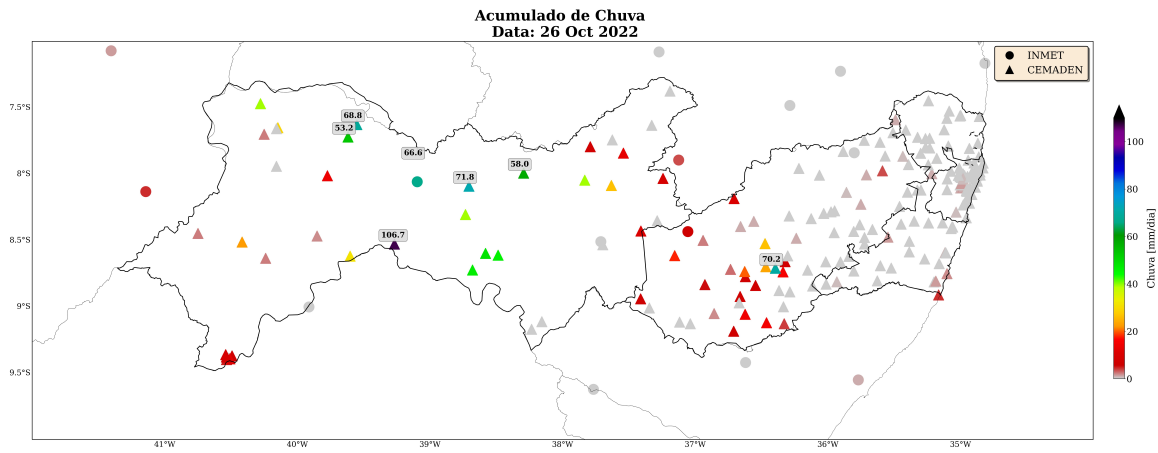 Acumulado de Chuva
Data: 26 Oct 2022
INMET
CEMADEN
7.5°S
8°S
8.5°S
9°S
9.5°S
68.8
53.2
66.6
58.0
71.8
106.7
70.2
41°W
40°W
39°W
38°W
37°W
36°W
35°W
100
80
60
40
20
0
Chuva [mm/dia]